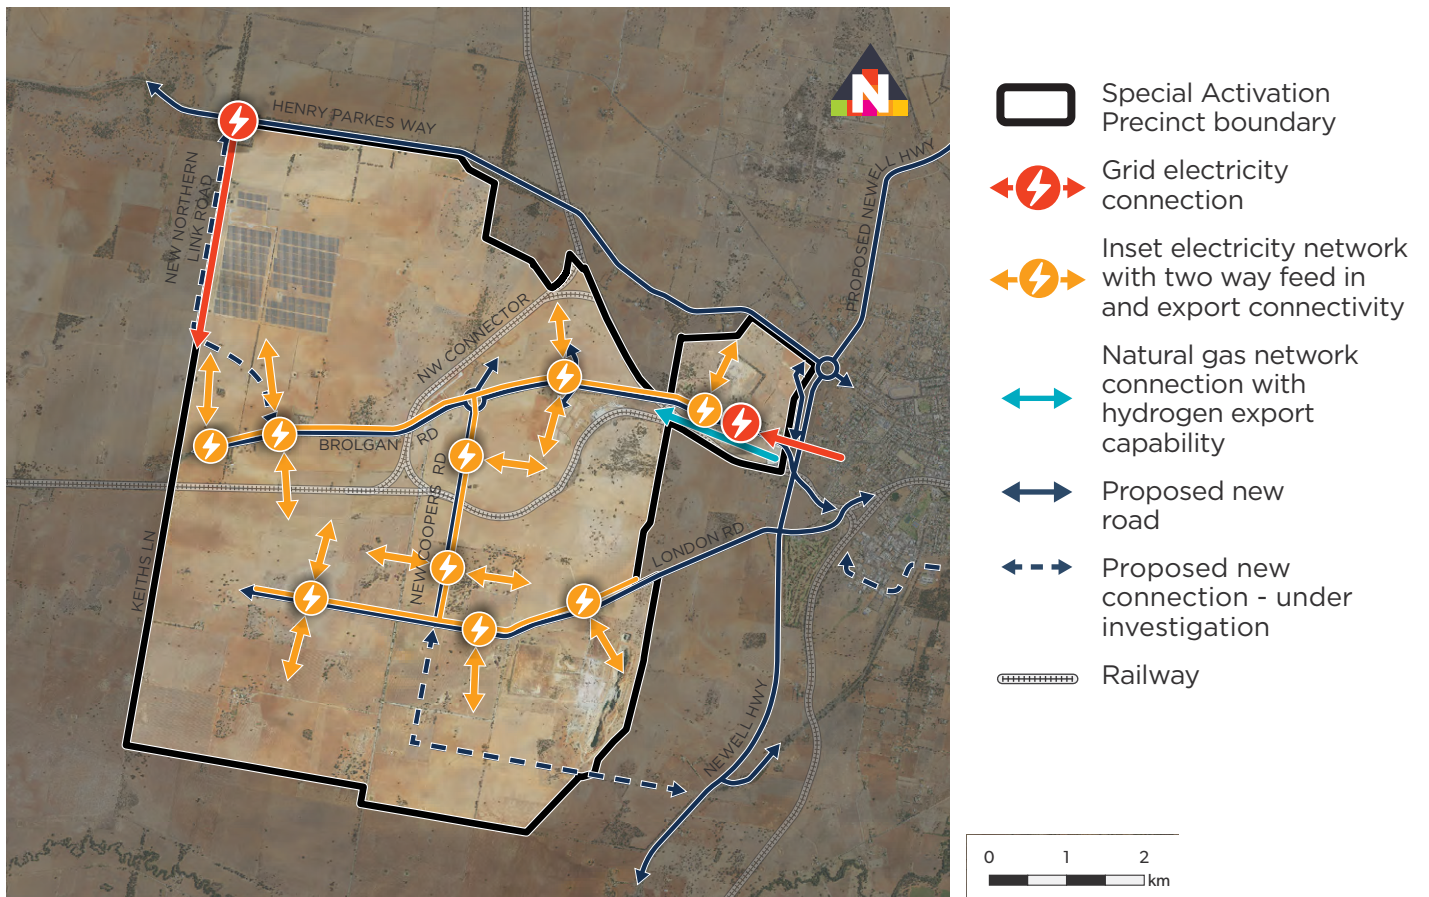 HENRY PARKES WAY
NEW NORTHERN
LINK ROAD
N
PROPOSED NEWELL HWY
NW CONNECTOR
BROLGAN RD
NEW COOPERS RD
KEITHS LN
LONDON RD
NEWELL HWY
Special Activation
Precinct boundary
Grid electricity
connection
Inset electricity network
with two way feed in
and export connectivity
Natural gas network
connection with
hydrogen export
capability
Proposed new
road
Proposed new
connection - under
investigation
Railway
0 1 2
km